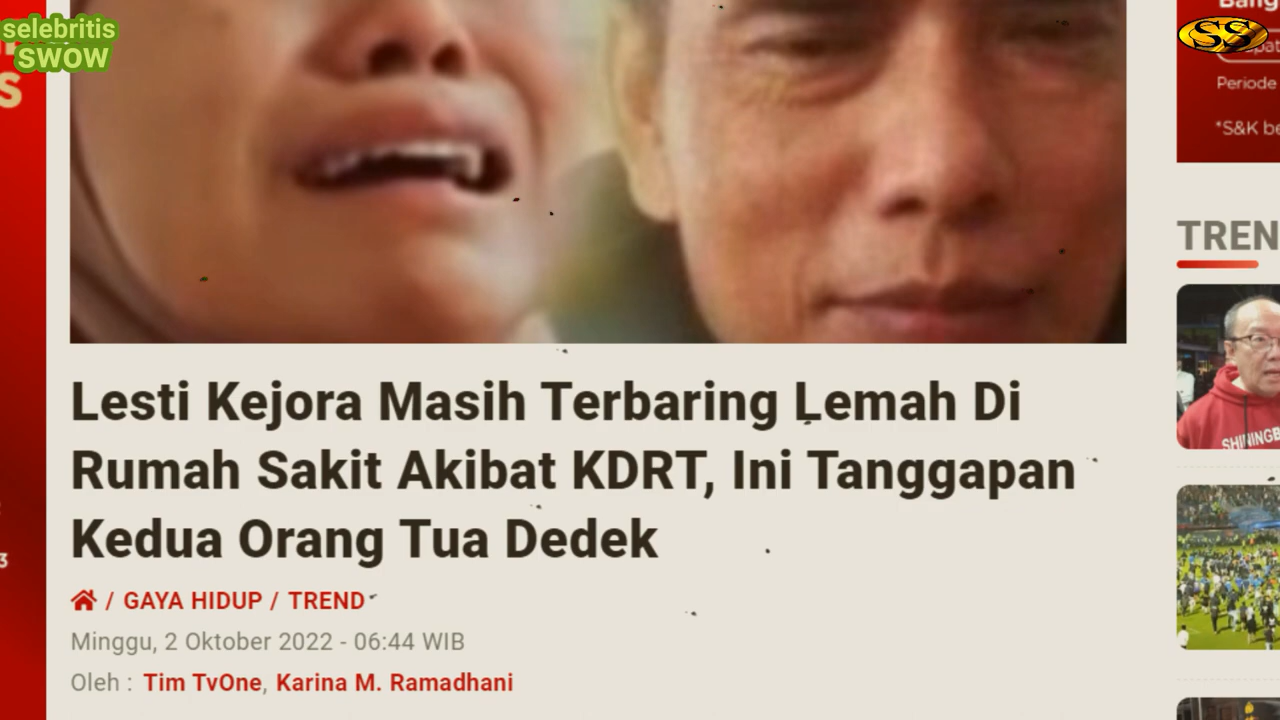 selebritis
SWOW
SS
Periode
*S&K be
TREN
SHININGB
Lesti Kejora Masih Terbaring Lemah Di
Rumah Sakit Akibat KDRT, Ini Tanggapan
Kedua Orang Tua Dedek
/ GAYA HIDUP / TREND
Minggu, 2 Oktober 2022 - 06:44 WIB
Oleh : Tim TvOne, Karina M. Ramadhani